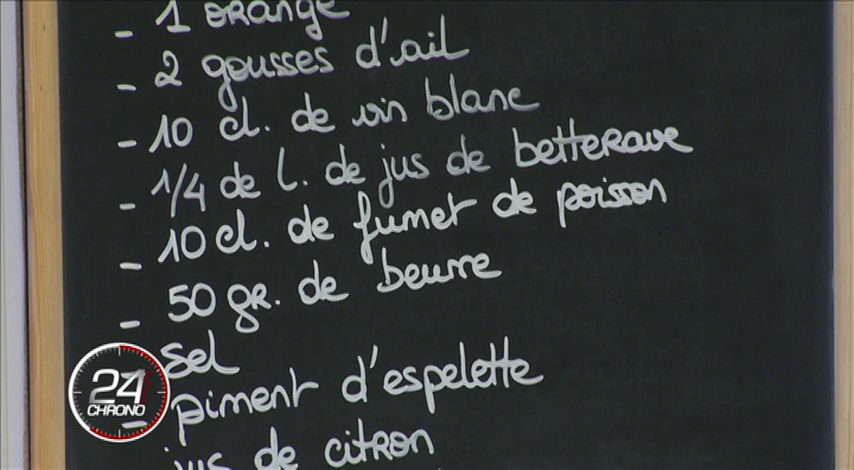 - 1 orange
- 2 gousses d'ail
- 10 cl. de vin blanc
- 1/4 de l. de jus de betterave
- 10 cl. de fumet de poisson
- 50 gr. de beurre
sel
- piment d'espelette
jus de citron
24
CHRONO